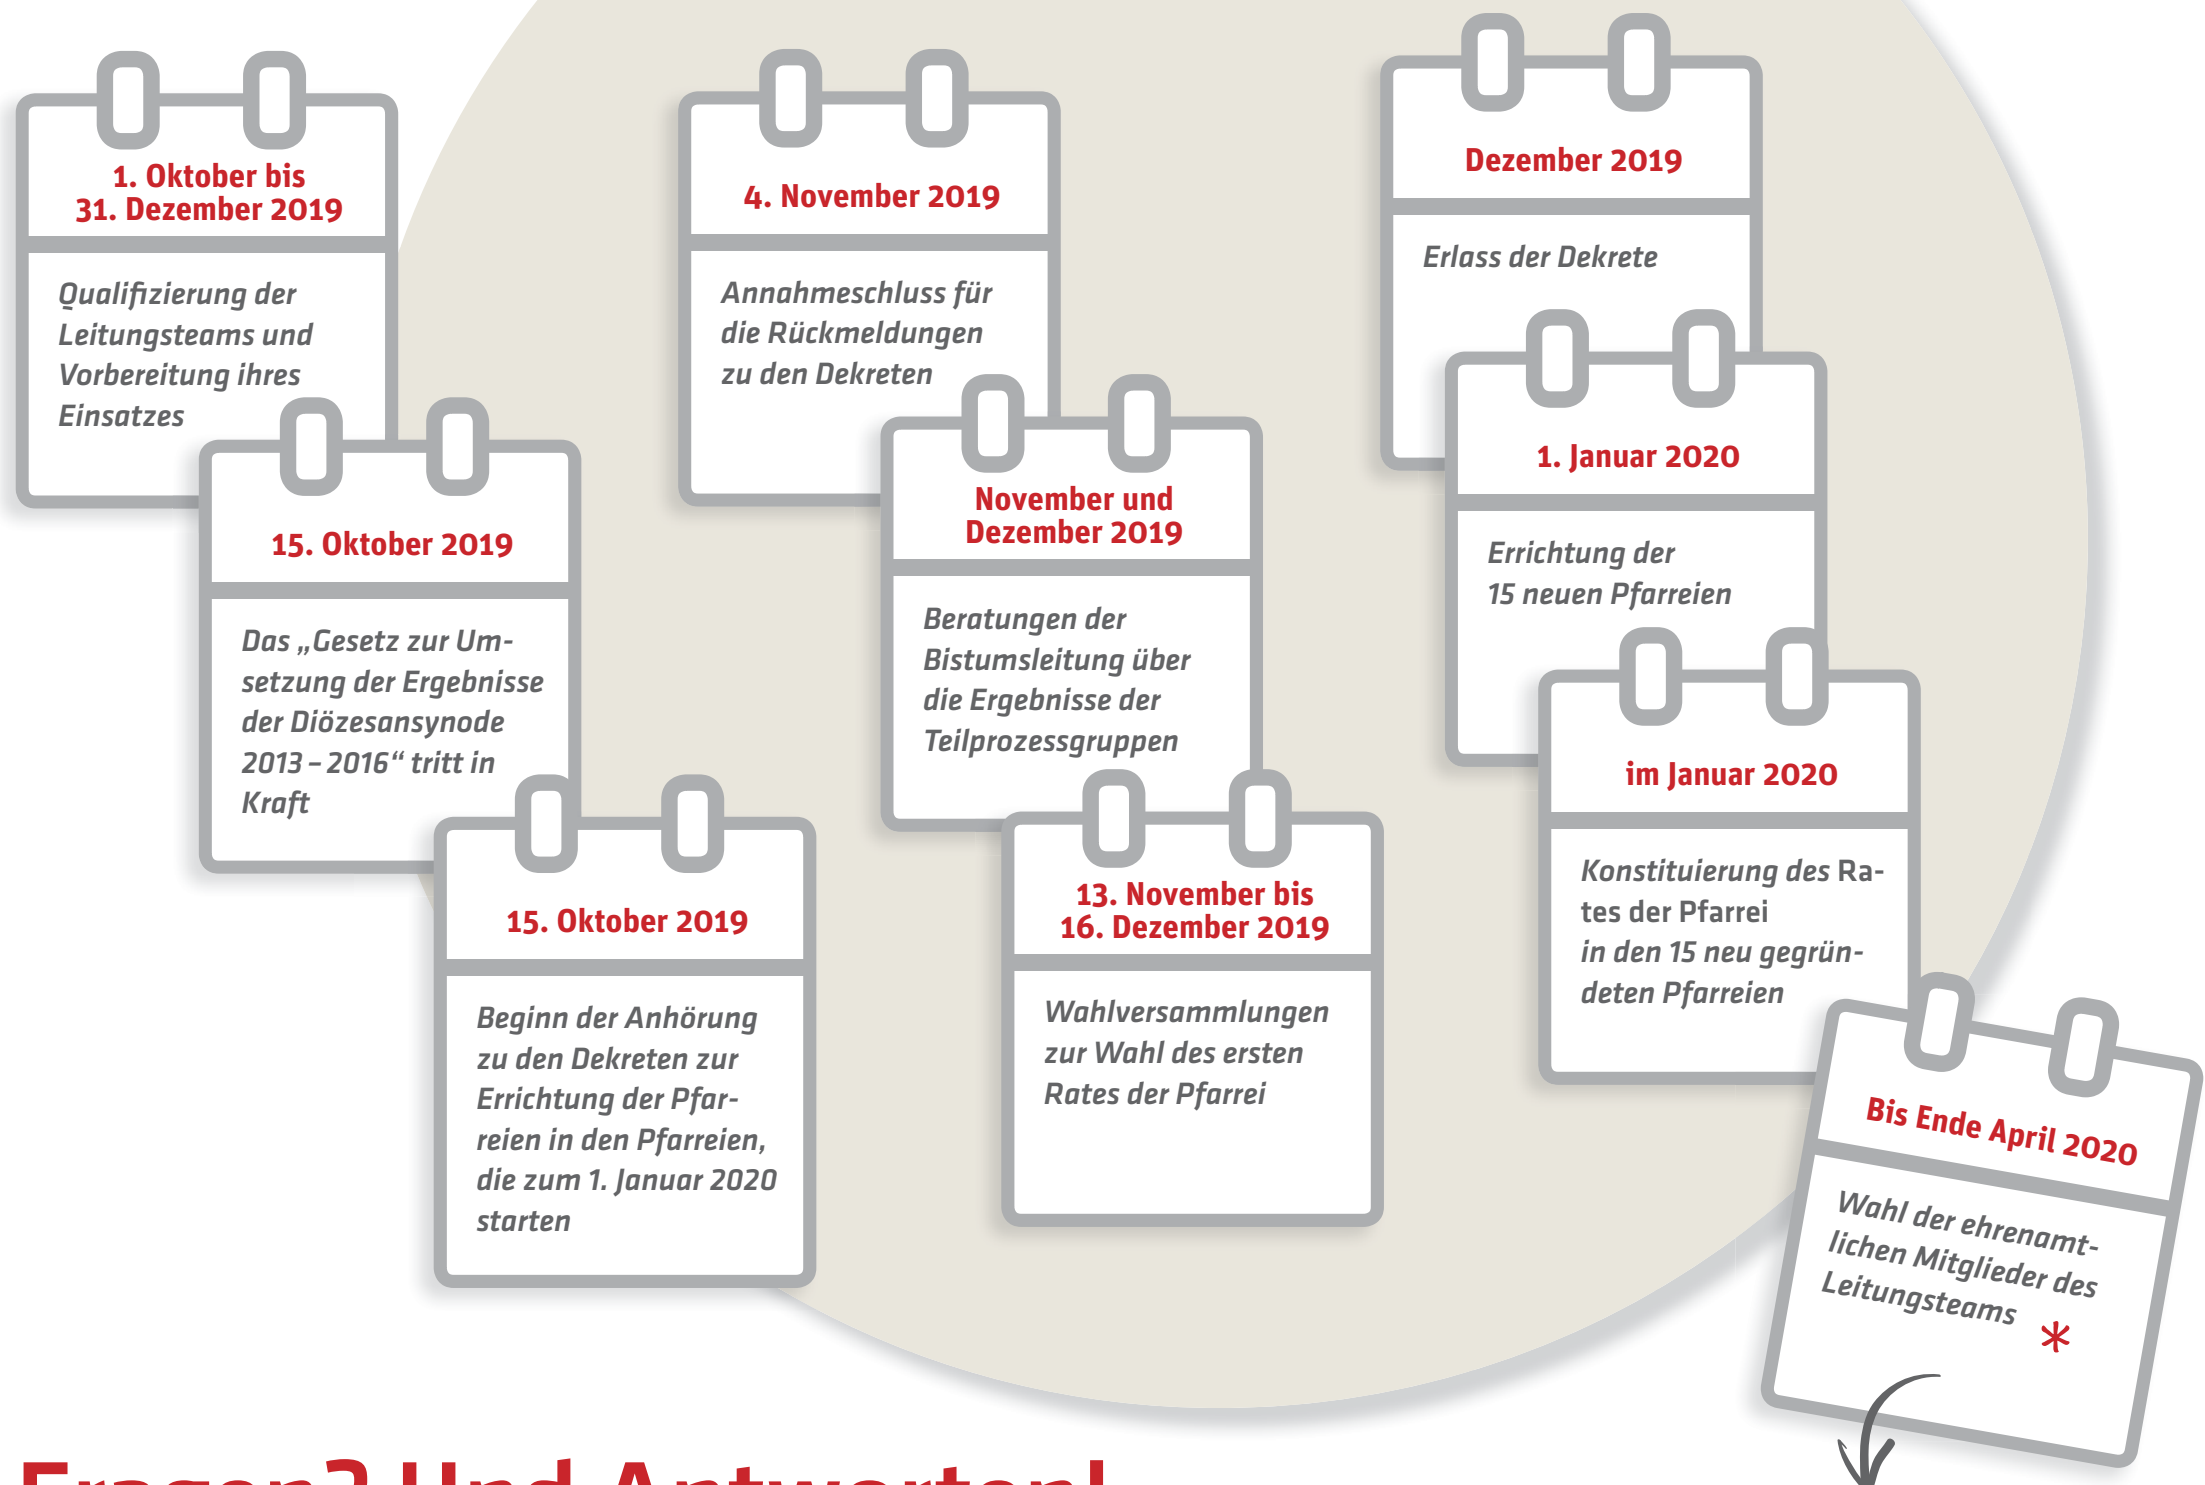 1. Oktober bis
31. Dezember 2019
Qualifizierung der
Leitungsteams und
Vorbereitung ihres
Einsatzes
15. Oktober 2019
Das „Gesetz zur Um-
setzung der Ergebnisse
der Diözesansynode
2013 – 2016“ tritt in
Kraft
15. Oktober 2019
Beginn der Anhörung
zu den Dekreten zur
Errichtung der Pfar-
reien in den Pfarreien,
die zum 1. Januar 2020
starten
4. November 2019
Annahmeschluss für
die Rückmeldungen
zu den Dekreten
November und
Dezember 2019
Beratungen der
Bistumsleitung über
die Ergebnisse der
Teilprozessgruppen
13. November bis
16. Dezember 2019
Wahlversammlungen
zur Wahl des ersten
Rates der Pfarrei
Dezember 2019
Erlass der Dekrete
1. Januar 2020
Errichtung der
15 neuen Pfarreien
im Januar 2020
Konstituierung des Ra-
tes der Pfarrei
in den 15 neu gegrün-
deten Pfarreien
Bis Ende April 2020
Wahl der ehrenamt-
lichen Mitglieder des
Leitungsteams *
Fragen? Und Antworten!